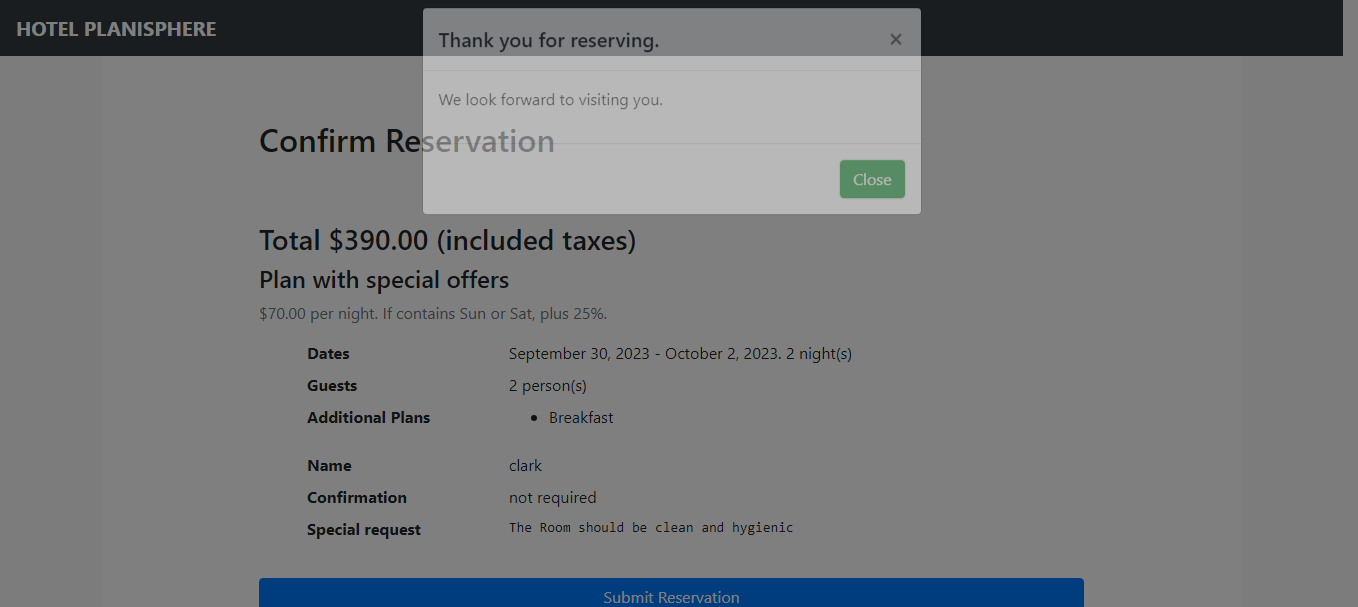 HOTEL PLANISPHERE
Thank you for reserving.
×
We look forward to visiting you.
Confirm Reservation
Close
Total $390.00 (included taxes)
Plan with special offers
$70.00 per night. If contains Sun or Sat, plus 25%.
Dates September 30, 2023 - October 2, 2023. 2 night(s)
Guests 2 person(s)
Additional Plans • Breakfast
Name clark
Confirmation not required
Special request The Room should be clean and hygienic
Submit Reservation